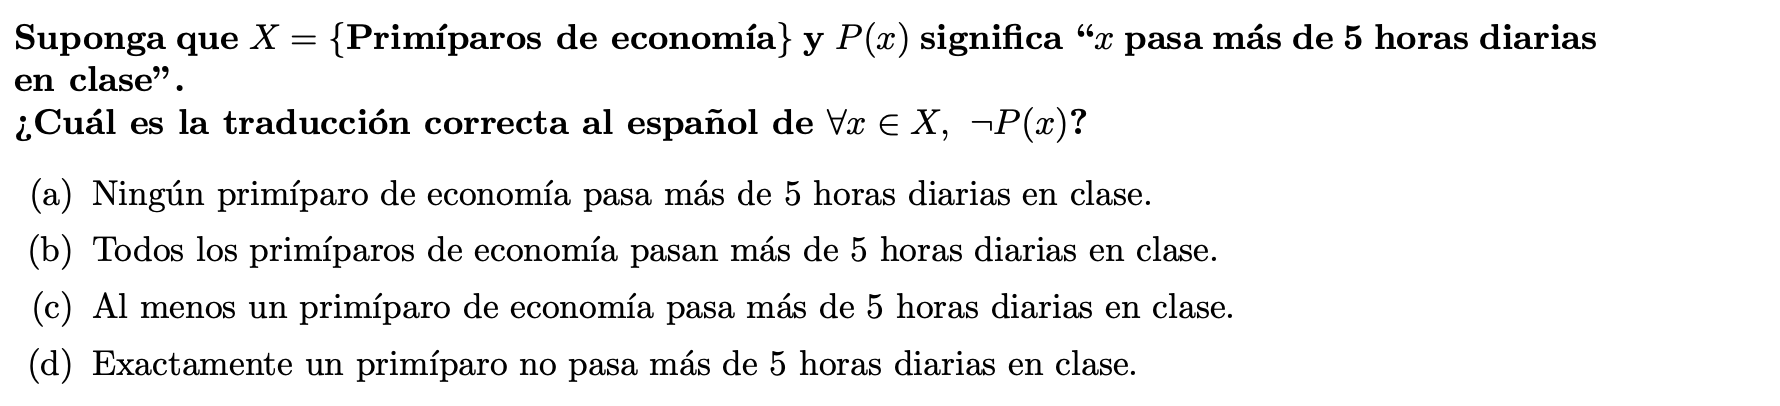 Suponga que X = {Primíparos de economía} y P(x) significa “x pasa más de 5 horas diarias
en clase”.
¿Cuál es la traducción correcta al español de ∀x ∈ X, ¬P(x)?
(a) Ningún primíparo de economía pasa más de 5 horas diarias en clase.
(b) Todos los primíparos de economía pasan más de 5 horas diarias en clase.
(c) Al menos un primíparo de economía pasa más de 5 horas diarias en clase.
(d) Exactamente un primíparo no pasa más de 5 horas diarias en clase.